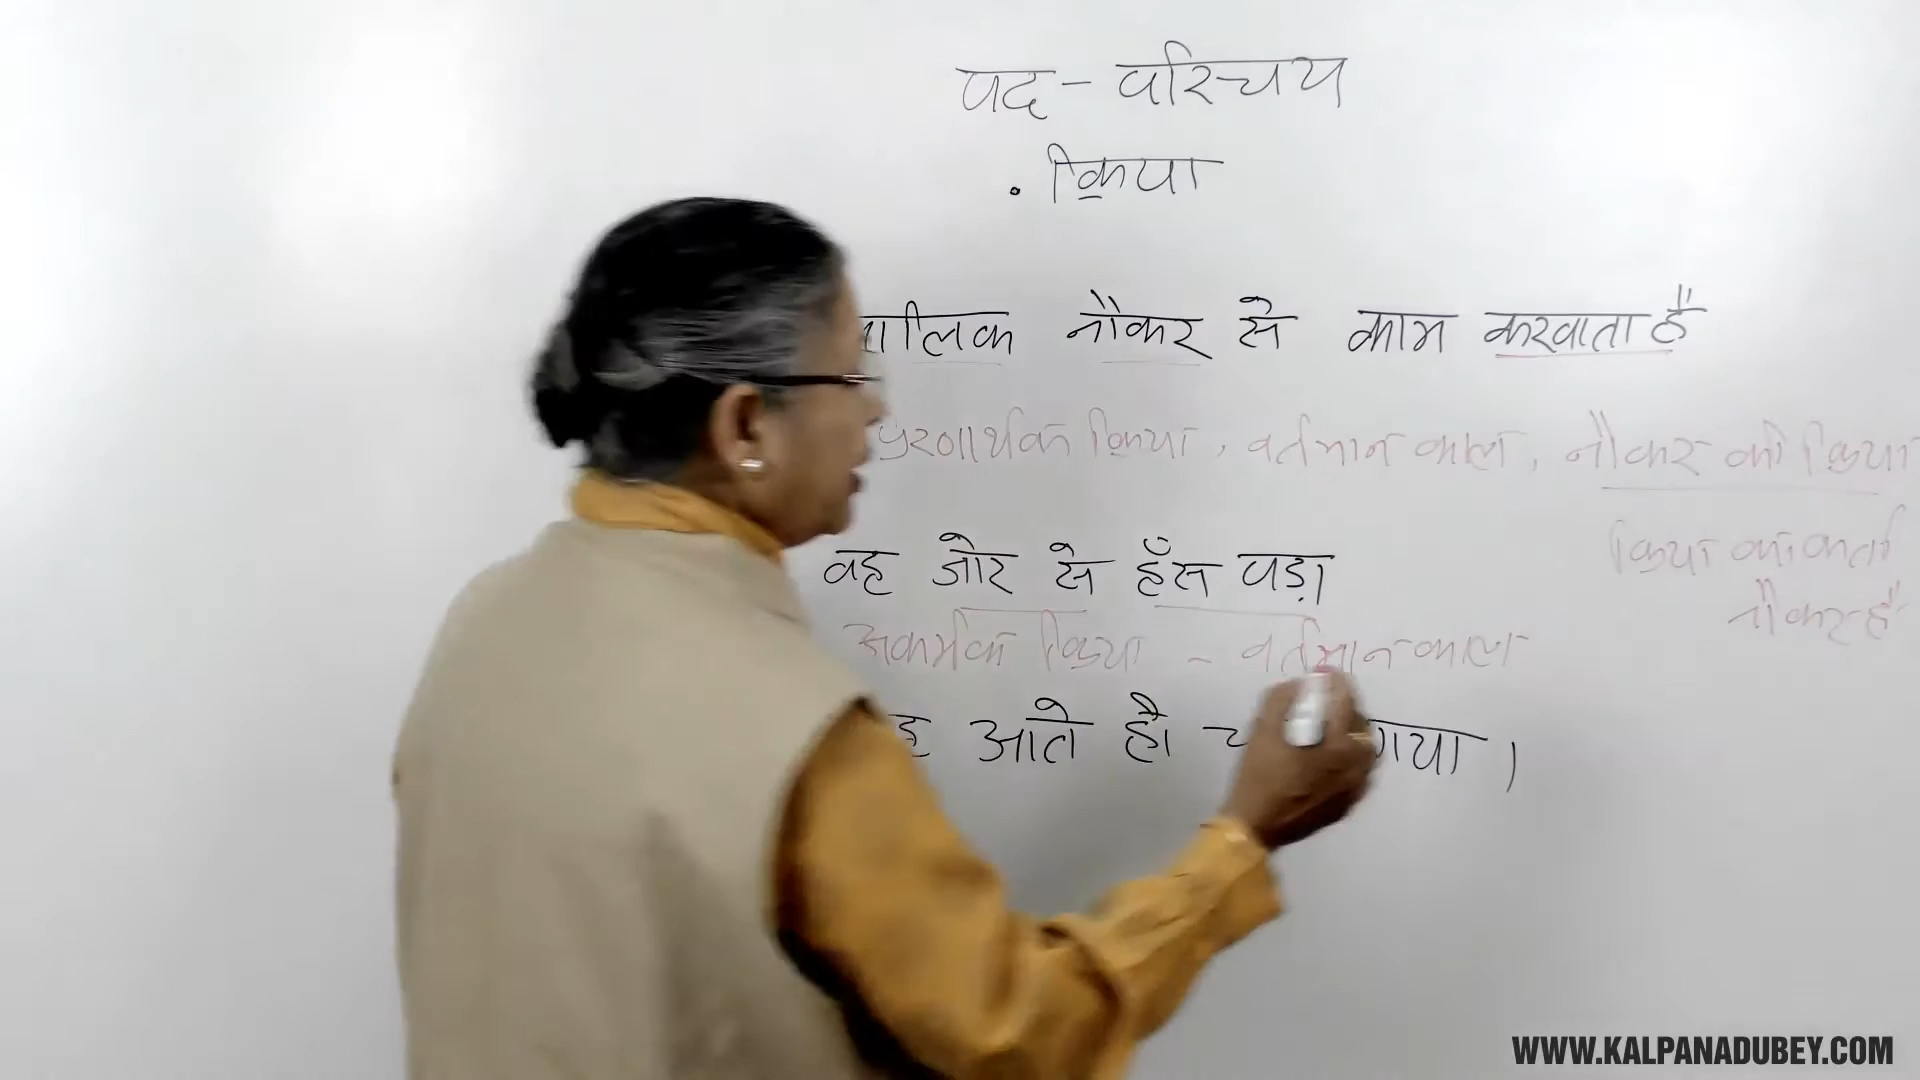 पद - परिचय
. क्रिया
मालिक नौकर से काम करवाता है
प्रेरणार्थक क्रिया, वर्तमान काल, नौकर की क्रिया
क्रिया का कर्ता
नौकर है
वह जोर से हँस पड़ा
अकर्मक क्रिया - वर्तमान काल
आते ही गया ।
WWW.KALPANADUBEY.COM